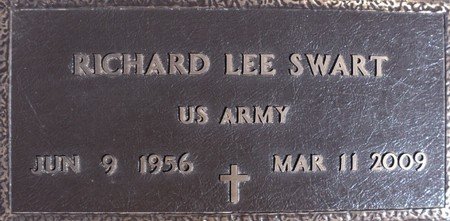 RICHARD LEE SWART
US ARMY
JUN 9 1956 MAR 11 2009